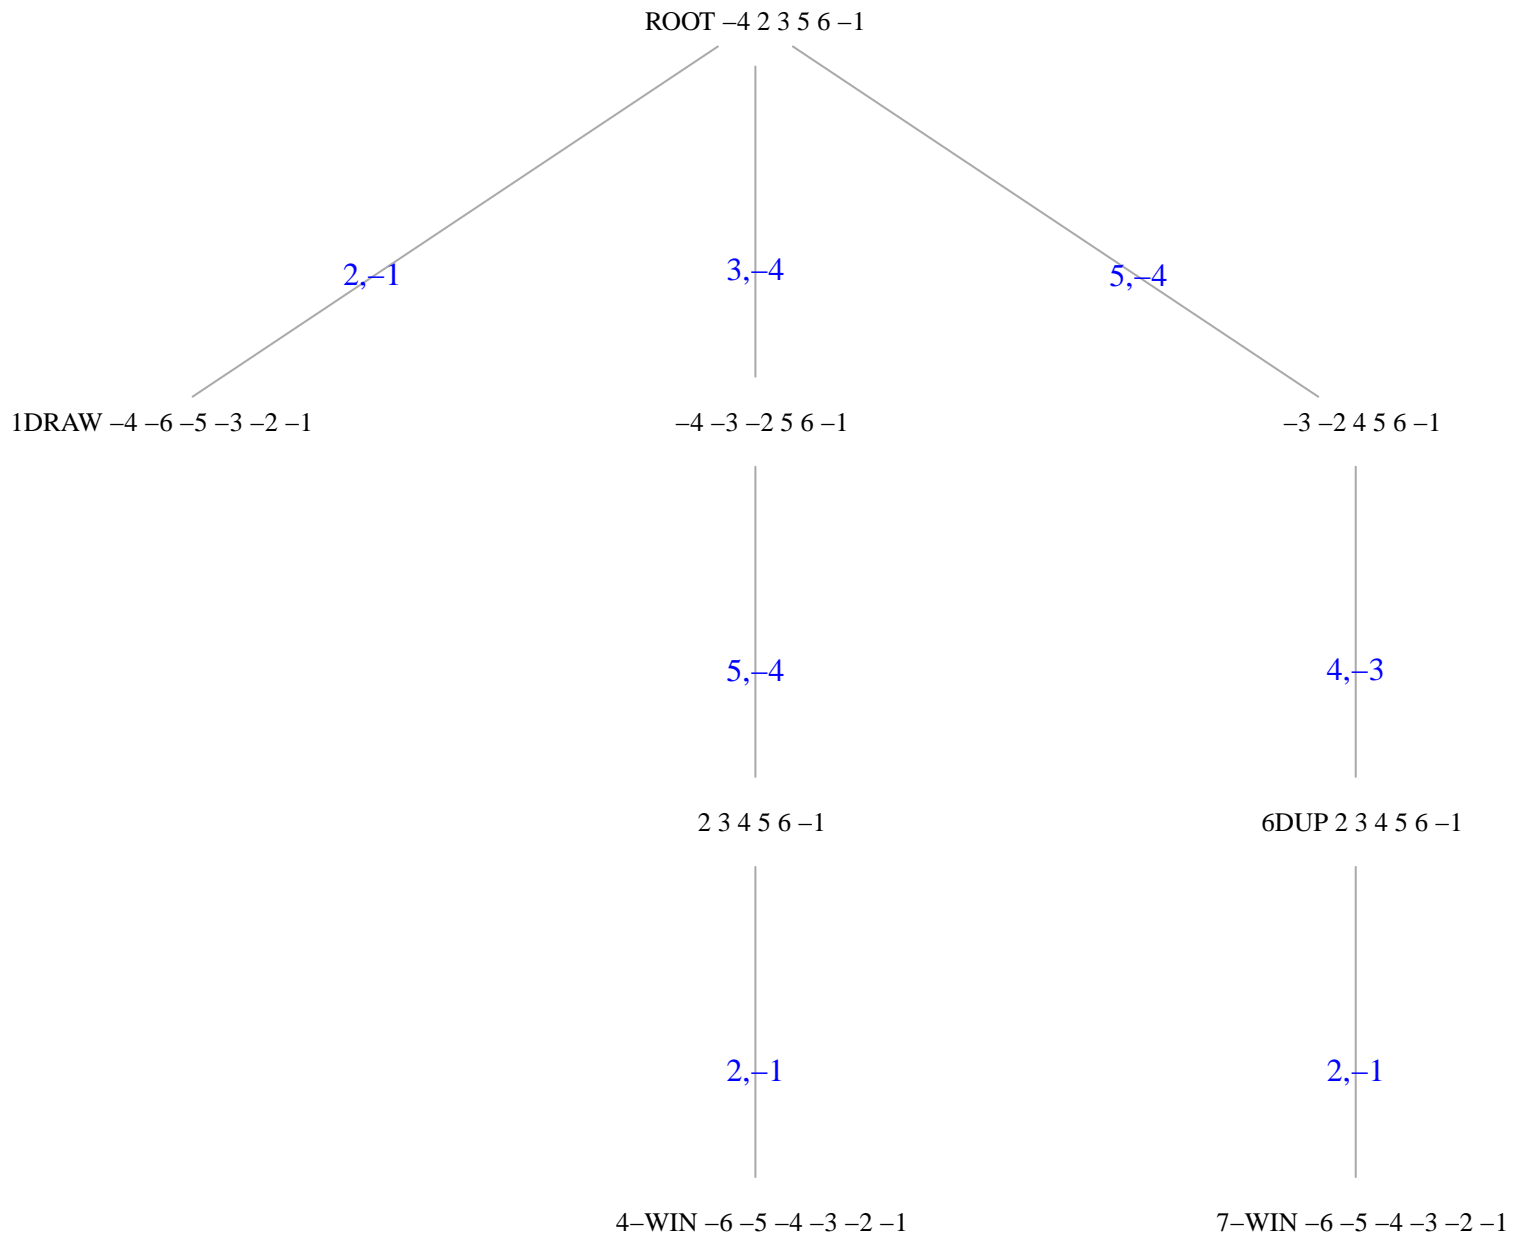 ROOT –4 2 3 5 6 –1
2,–1
3,–4
5,–4
1DRAW –4 –6 –5 –3 –2 –1
–4 –3 –2 5 6 –1
–3 –2 4 5 6 –1
5,–4
4,–3
2 3 4 5 6 –1
6DUP 2 3 4 5 6 –1
2,–1
2,–1
4–WIN –6 –5 –4 –3 –2 –1
7–WIN –6 –5 –4 –3 –2 –1